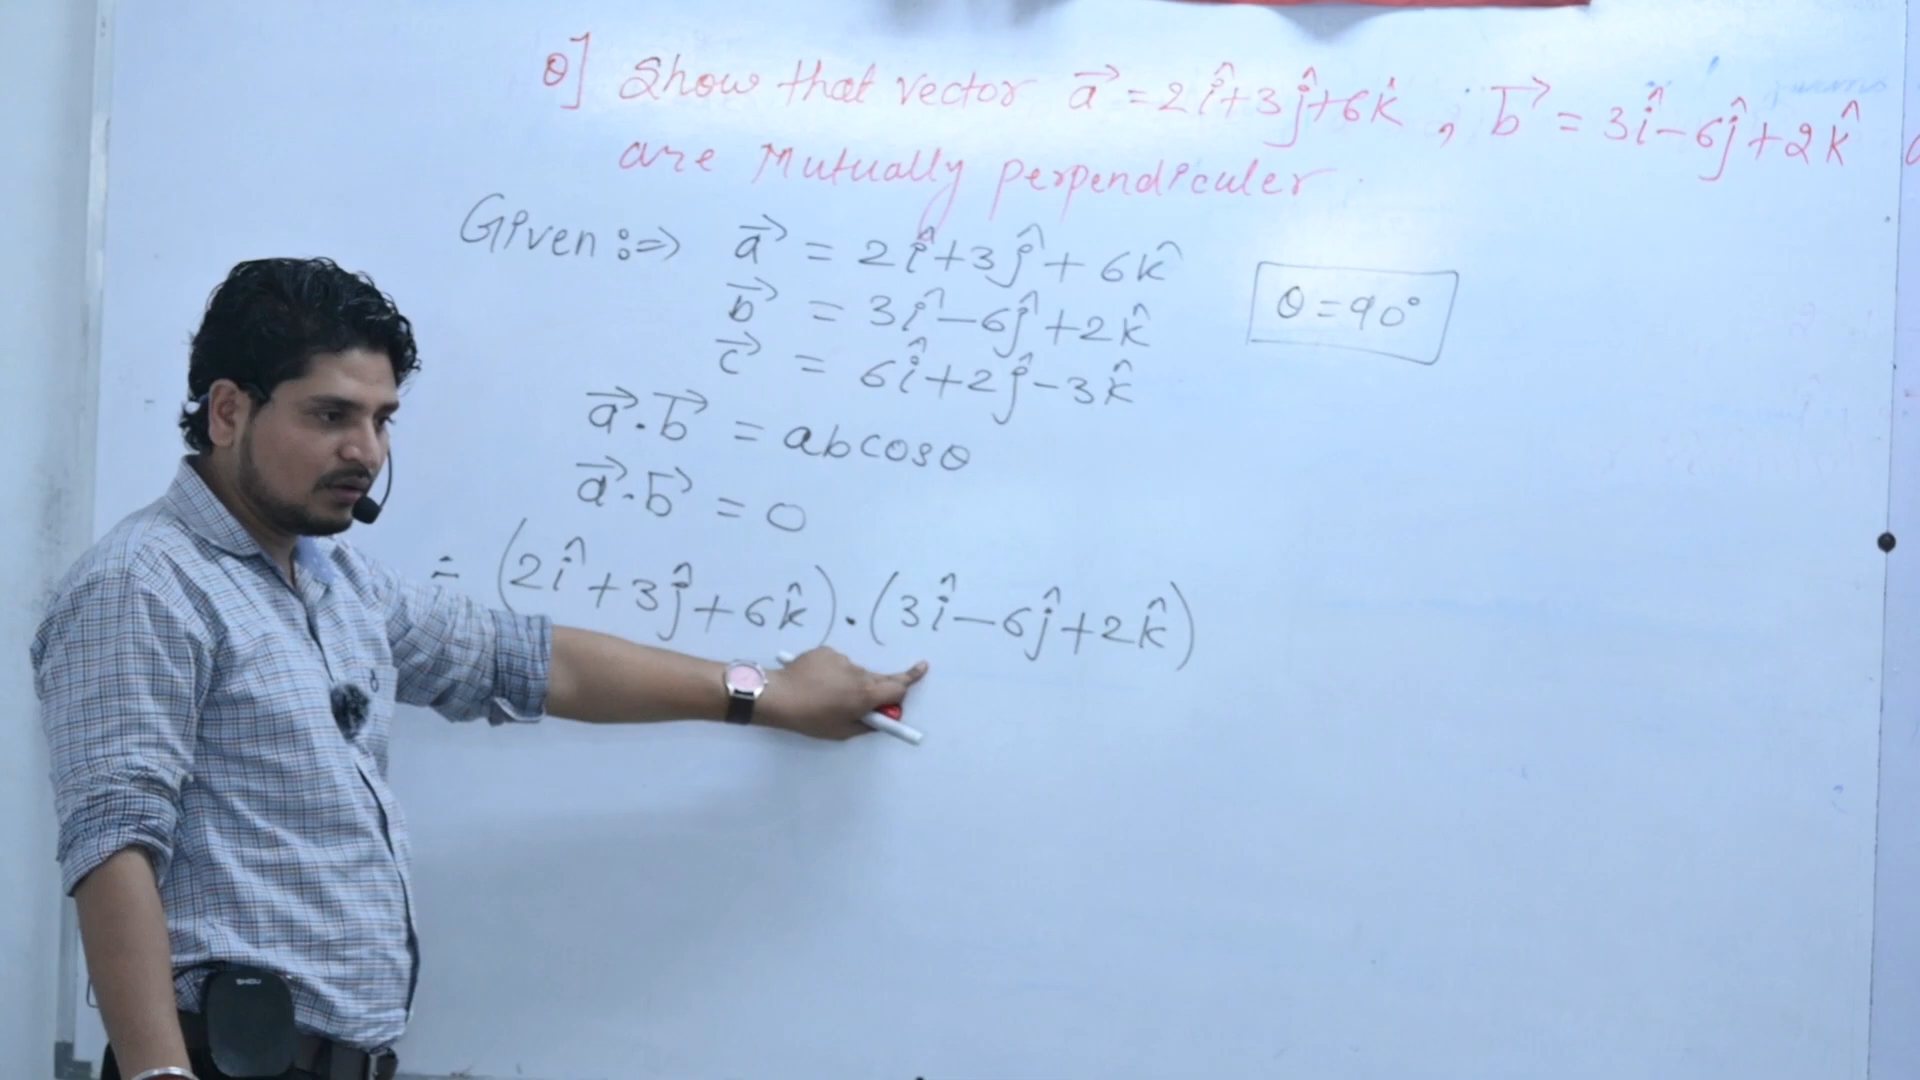 Q] Show that vector a⃗ = 2î+3ĵ+6k̂ , b⃗ = 3î-6ĵ+2k̂
are Mutually perpendiculer
Given :⇒ a⃗ = 2î+3ĵ+6k̂
b⃗ = 3î-6ĵ+2k̂
c⃗ = 6î+2ĵ-3k̂
θ=90°
a⃗.b⃗ = abcosθ
a⃗.b⃗ = 0
= (2î+3ĵ+6k̂).(3î-6ĵ+2k̂)